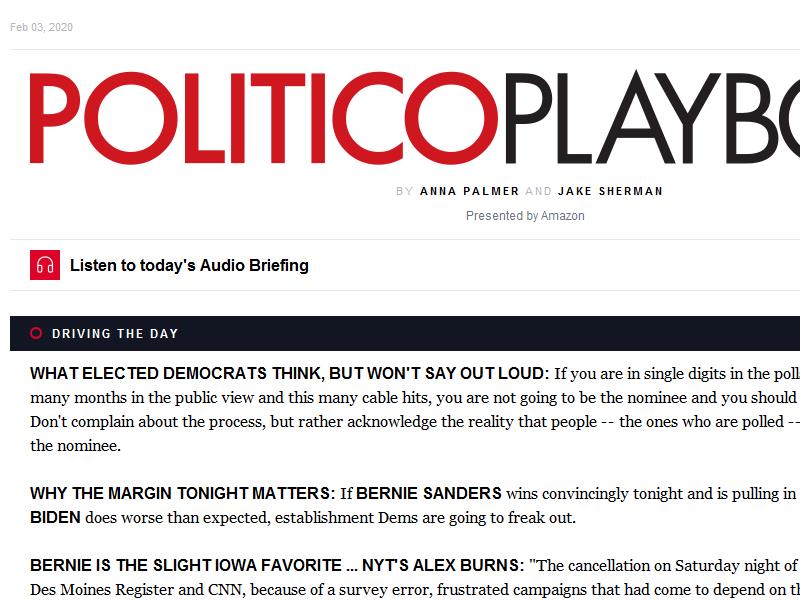 Feb 03, 2020
POLITICOPLAYBO
BY ANNA PALMER AND JAKE SHERMAN
Presented by Amazon
Listen to today's Audio Briefing
DRIVING THE DAY
WHAT ELECTED DEMOCRATS THINK, BUT WON'T SAY OUT LOUD: If you are in single digits in the poll
many months in the public view and this many cable hits, you are not going to be the nominee and you should
Don't complain about the process, but rather acknowledge the reality that people -- the ones who are polled --
the nominee.
WHY THE MARGIN TONIGHT MATTERS: If BERNIE SANDERS wins convincingly tonight and is pulling in
BIDEN does worse than expected, establishment Dems are going to freak out.
BERNIE IS THE SLIGHT IOWA FAVORITE ... NYT'S ALEX BURNS: "The cancellation on Saturday night of
Des Moines Register and CNN, because of a survey error, frustrated campaigns that had come to depend on th